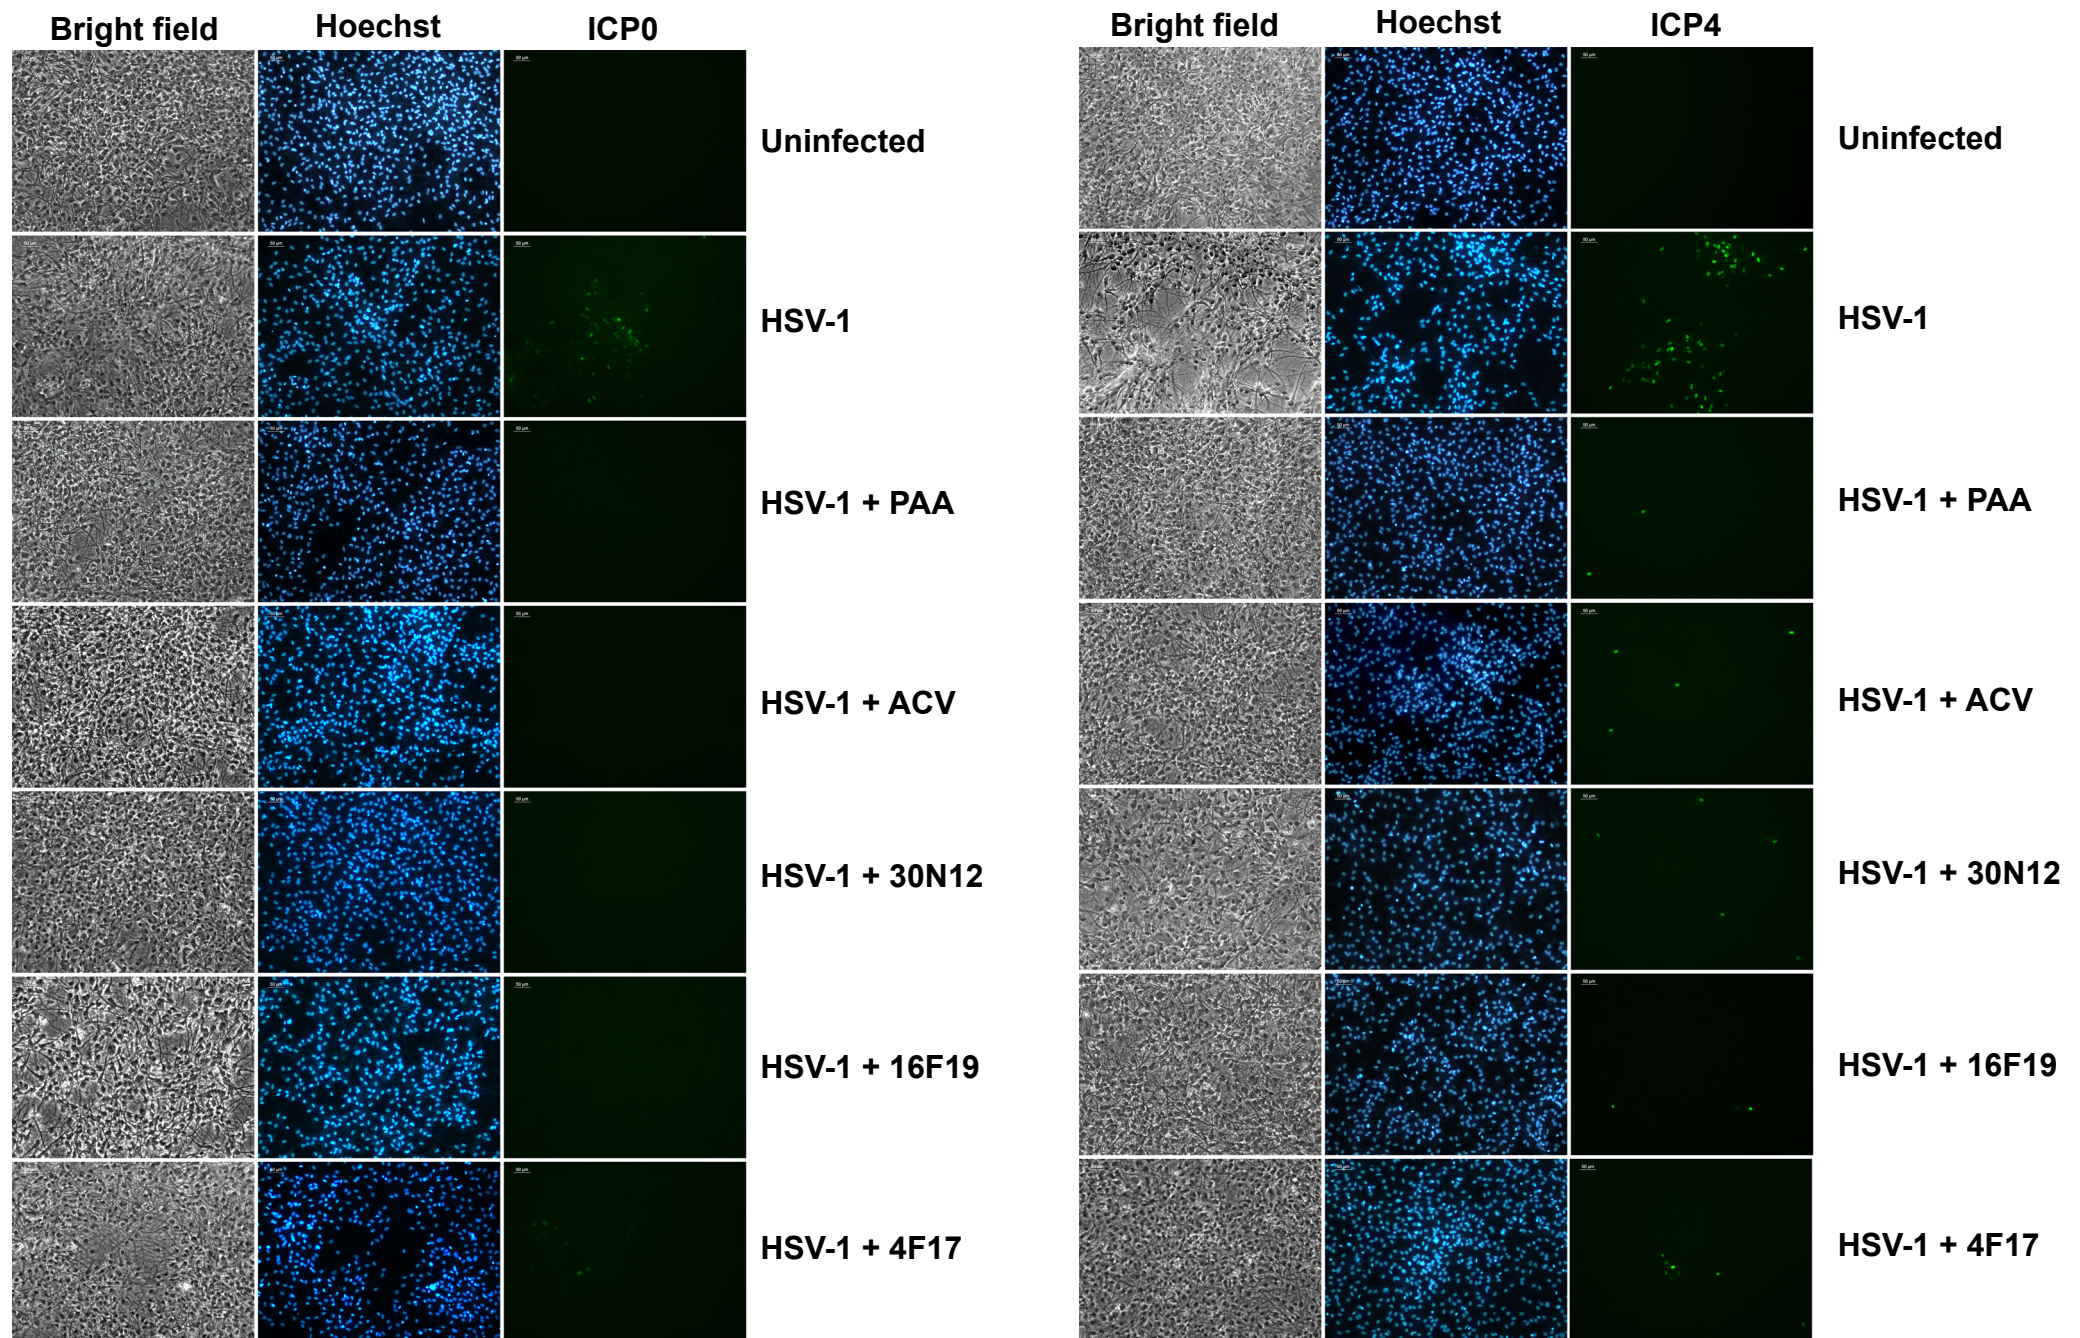 Bright field Hoechst ICP0
Uninfected
HSV-1
HSV-1 + PAA
HSV-1 + ACV
HSV-1 + 30N12
HSV-1 + 16F19
HSV-1 + 4F17
Bright field Hoechst ICP4
Uninfected
HSV-1
HSV-1 + PAA
HSV-1 + ACV
HSV-1 + 30N12
HSV-1 + 16F19
HSV-1 + 4F17